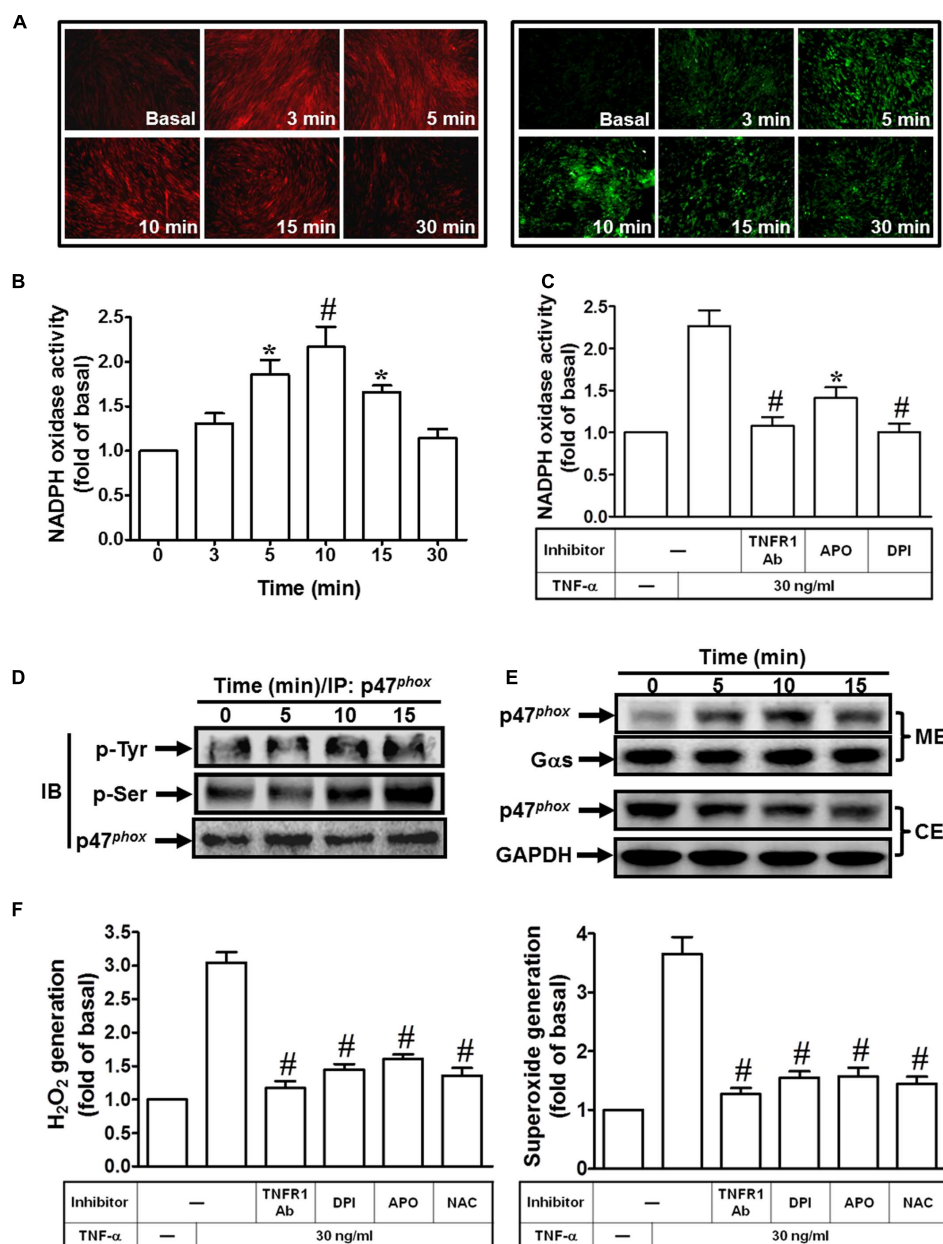 A
Basal 3 min 5 min
10 min 15 min 30 min
Basal 3 min 5 min
10 min 15 min 30 min
B
NADPH oxidase activity
(fold of basal)
2.5
2.0
1.5
1.0
0.5
0.0
* # *
0 3 5 10 15 30
Time (min)
C
NADPH oxidase activity
(fold of basal)
2.5
2.0
1.5
1.0
0.5
0.0
# * #
Inhibitor — TNFR1 Ab APO DPI
TNF-α — 30 ng/ml
D
Time (min)/IP: p47phox
0 5 10 15
IB
p-Tyr
p-Ser
p47phox
E
Time (min)
0 5 10 15
p47phox
Gαs
ME
p47phox
GAPDH
CE
F
H2O2 generation
(fold of basal)
3.5
3.0
2.5
2.0
1.5
1.0
0.5
0.0
# # # #
Inhibitor — TNFR1 Ab DPI APO NAC
TNF-α — 30 ng/ml
Superoxide generation
(fold of basal)
4
3
2
1
0
# # # #
Inhibitor — TNFR1 Ab DPI APO NAC
TNF-α — 30 ng/ml